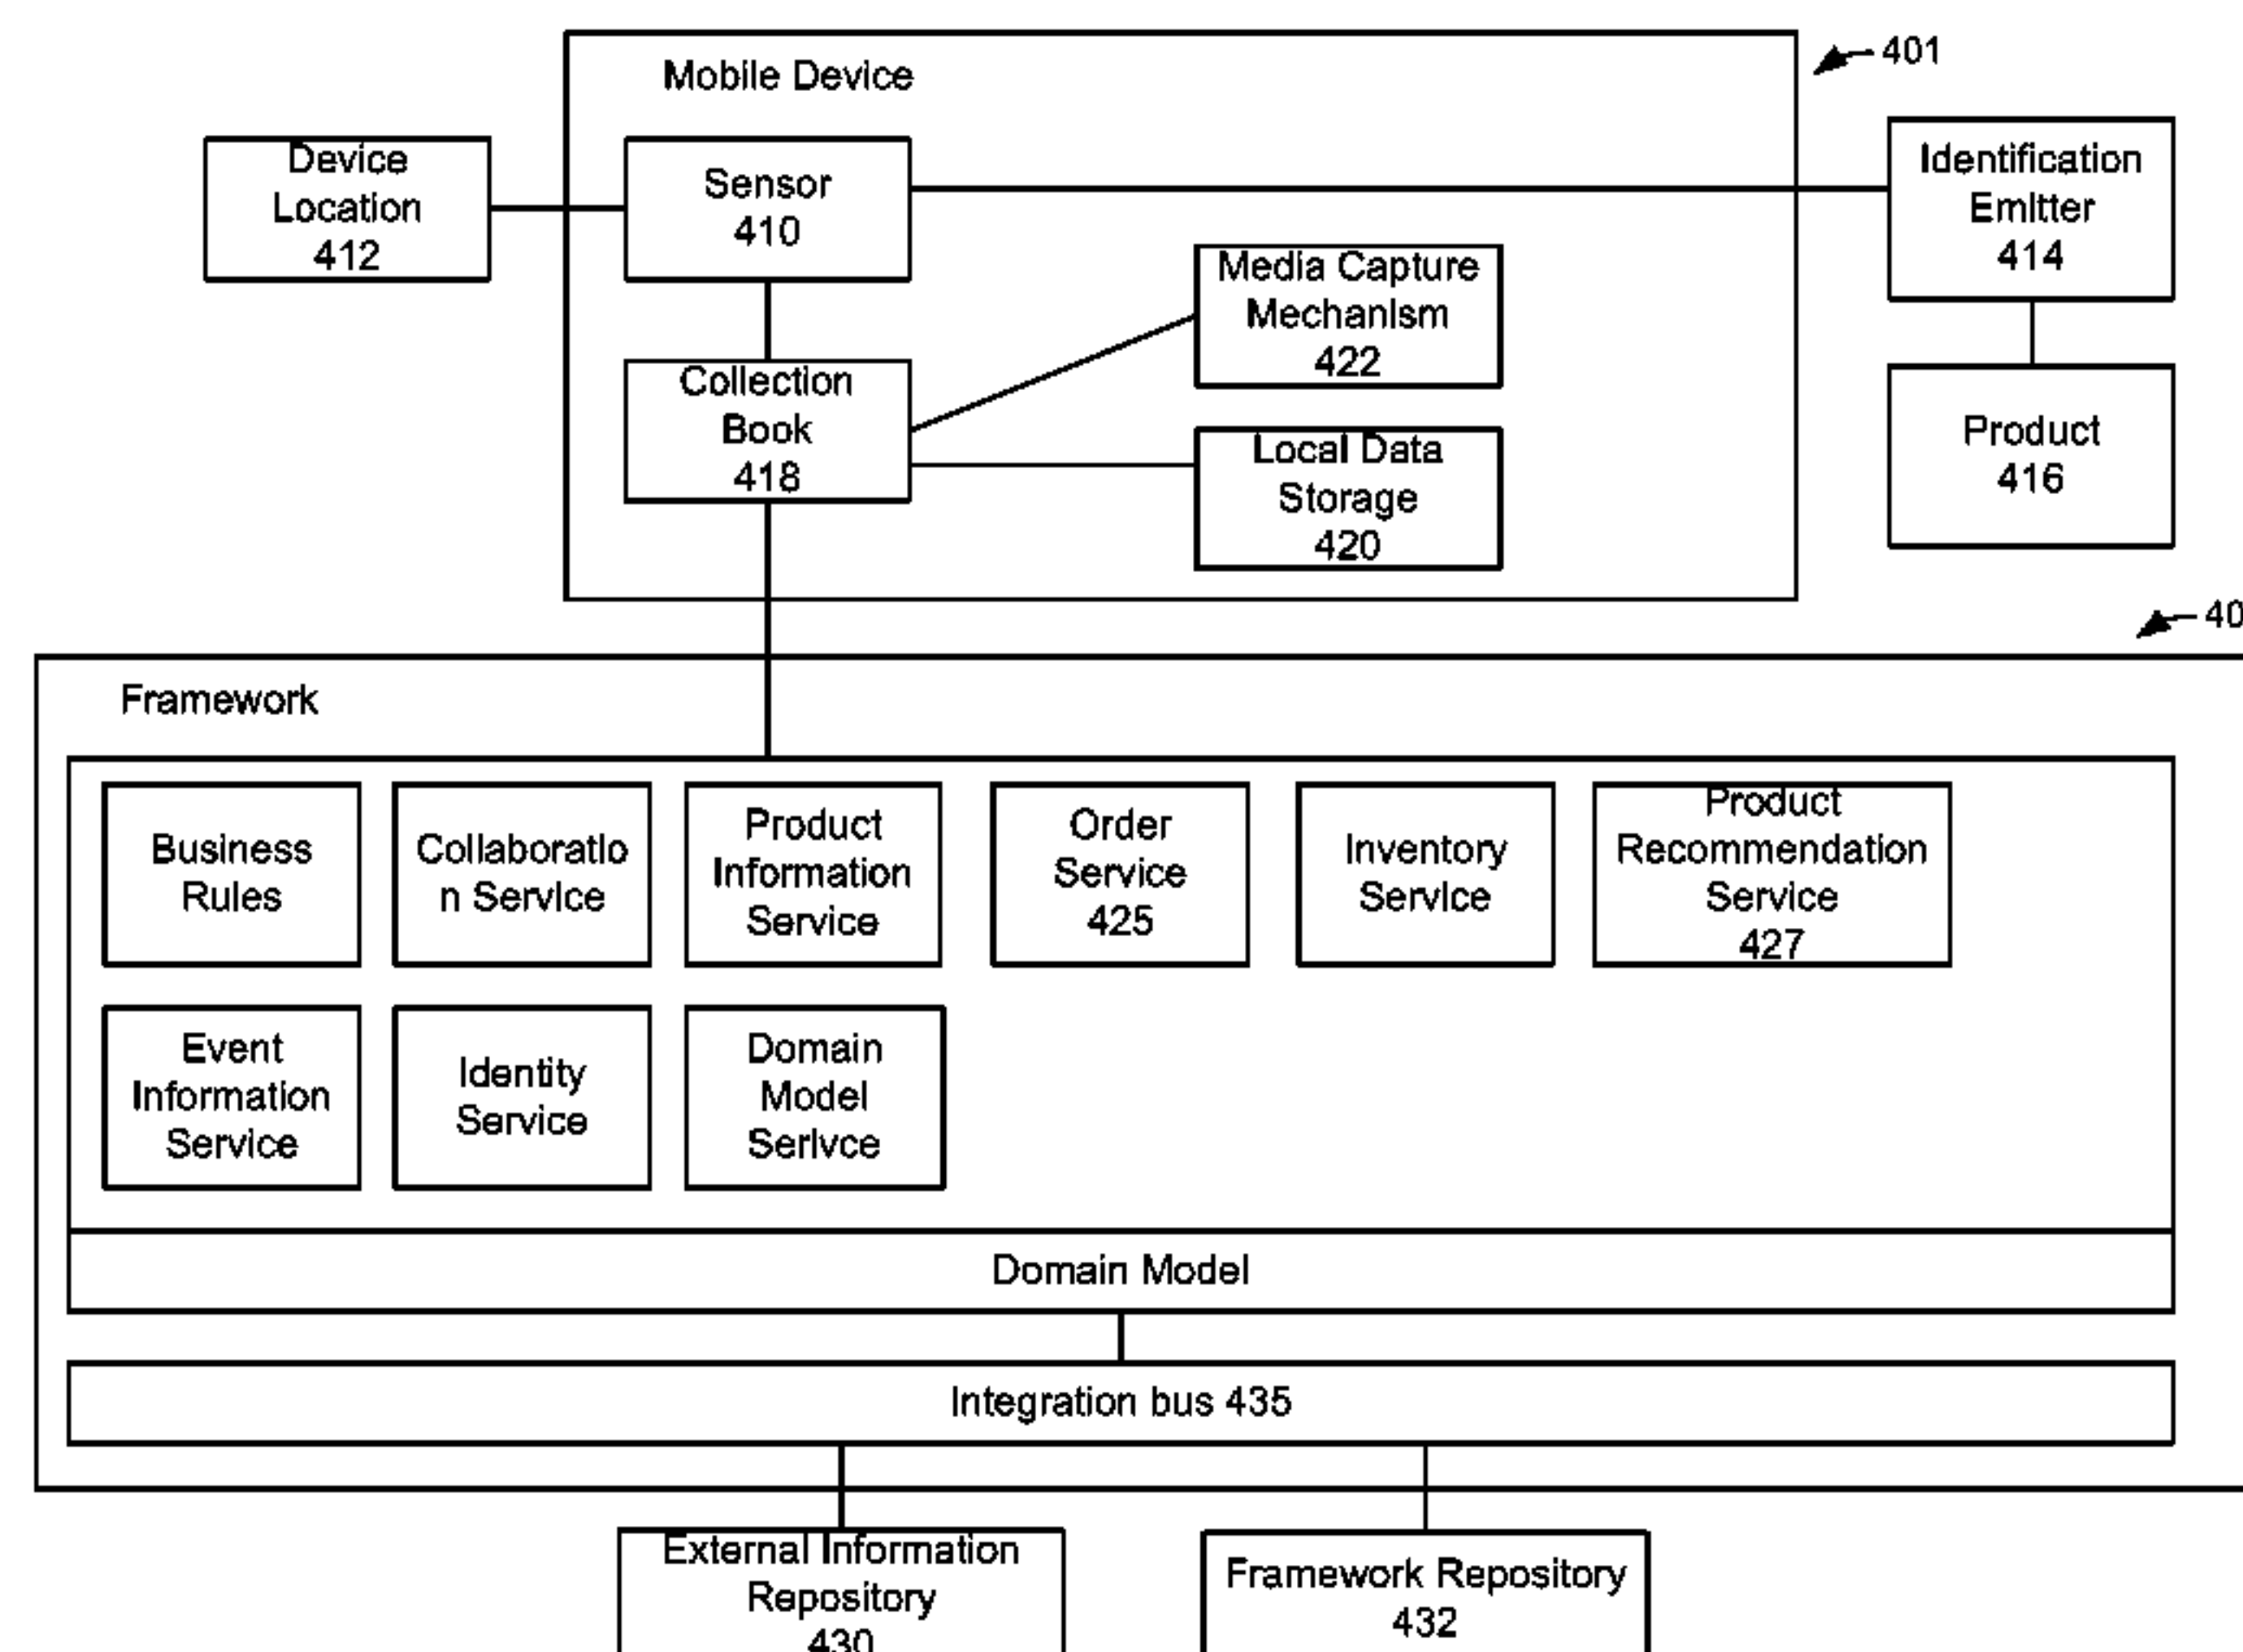 Mobile Device
401
Device
Location
412
Sensor
410
Identification
Emitter
414
Media Capture
Mechanism
422
Collection
Book
418
Local Data
Storage
420
Product
416
40
Framework
Business
Rules
Collaboratio
n Service
Product
Information
Service
Order
Service
425
Inventory
Service
Product
Recommendation
Service
427
Event
Information
Service
Identity
Service
Domain
Model
Serivce
Domain Model
Integration bus 435
External Information
Repository
430
Framework Repository
432